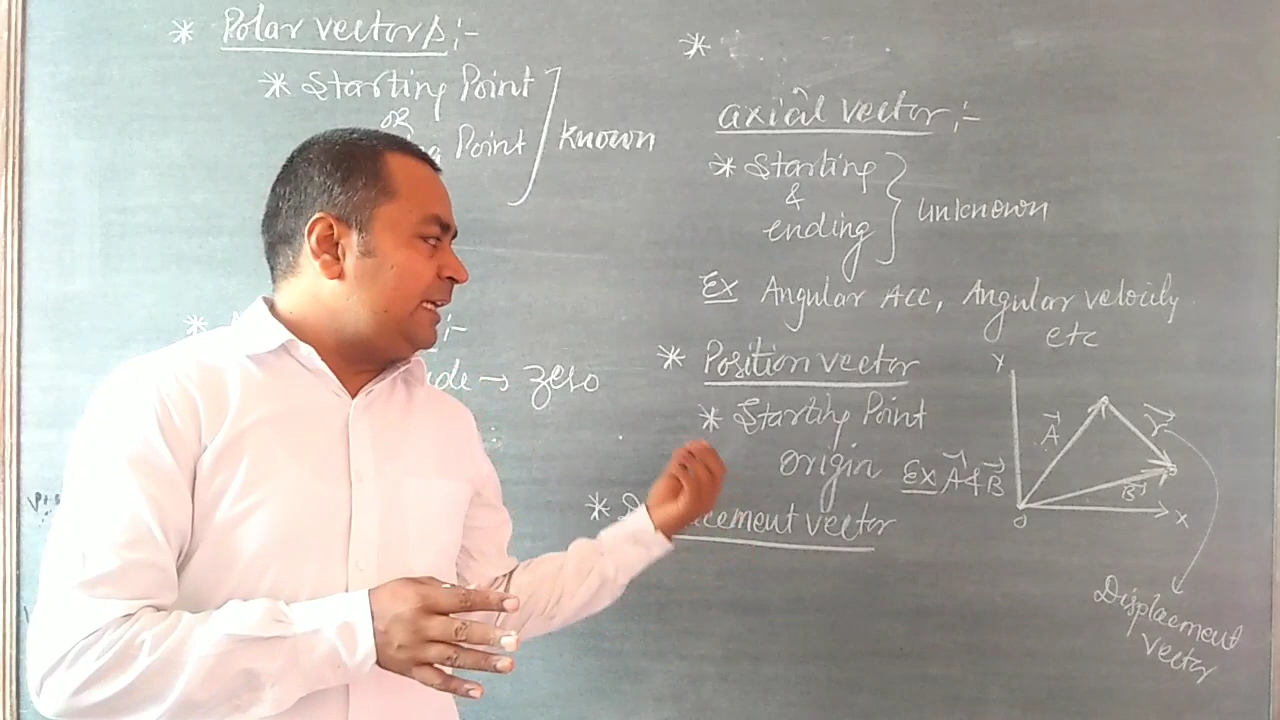 * Polar vectors :-
* Starting Point
OR
Point
known
:-
→ zero
*
axial vector :-
* Starting
&
ending
unknown
Ex Angular Acc, Angular velocity
etc
* Position vector
* Starting Point
origin Ex A & B
* cement vector
Y
A
r
B
O
X
Displacement
vector